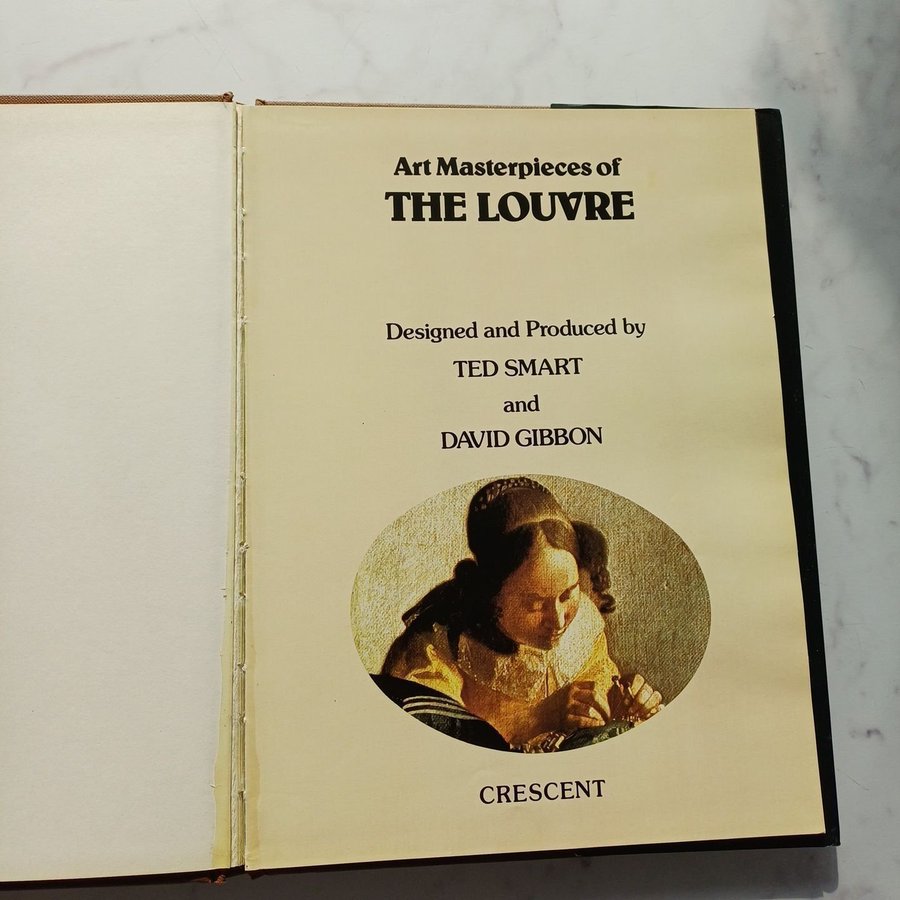 Art Masterpieces of
THE LOUVRE
Designed and Produced by
TED SMART
and
DAVID GIBBON
CRESCENT